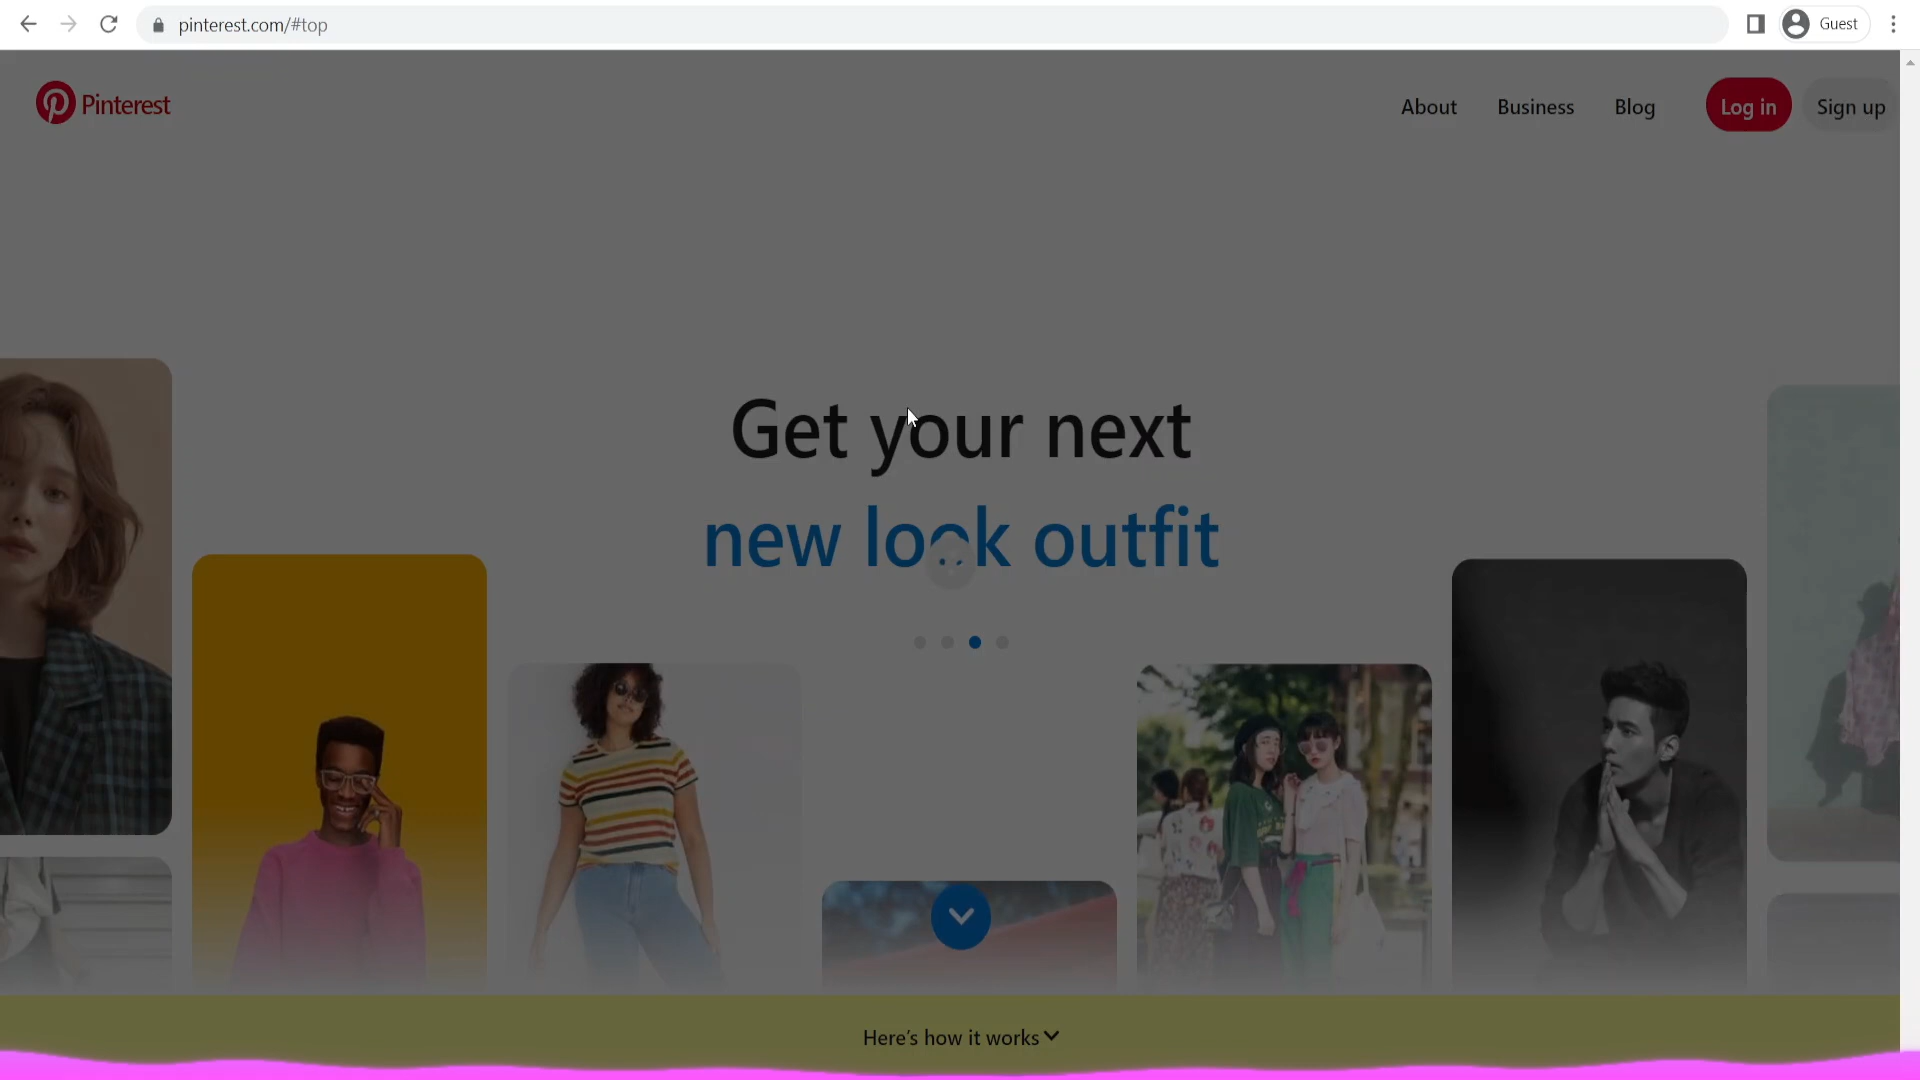 pinterest.com/#top
Guest
Pinterest
About
Business
Blog
Log in
Sign up
Get your next
new look outfit
Here's how it works